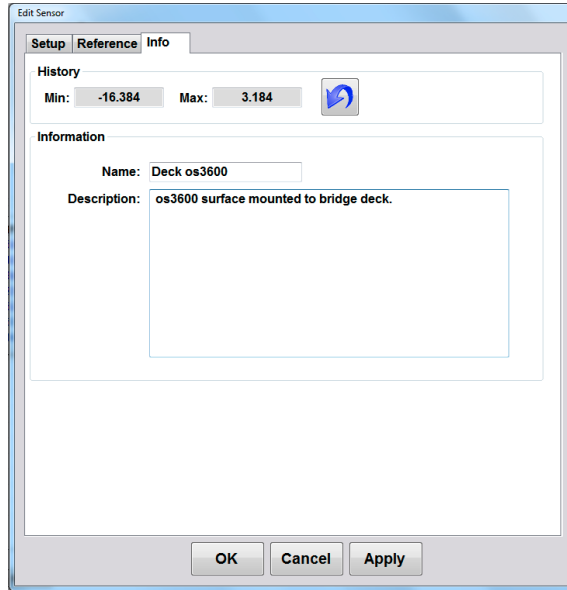 Edit Sensor
Setup Reference Info
History
Min: -16.384 Max: 3.184
Information
Name: Deck os3600
Description: os3600 surface mounted to bridge deck.
OK Cancel Apply